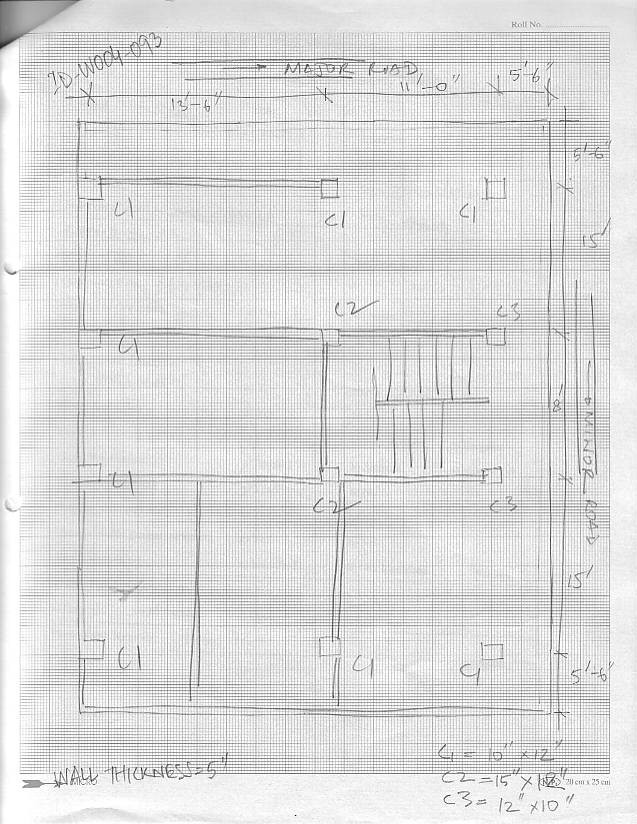 Roll No.
ID-W004-093
MAJOR ROAD
13'-6" 11'-0" 5'-6"
5'-6"
C1 C1 C1
15'
C2 C3
C1
8'
MINOR ROAD
C1 C2 C3
15'
C1 C1 C1
5'-6"
WALL THICKNESS=5"
C1 = 10" x 12"
C2 = 15" x
20 cm x 25 cm
C3 = 12" x 10"